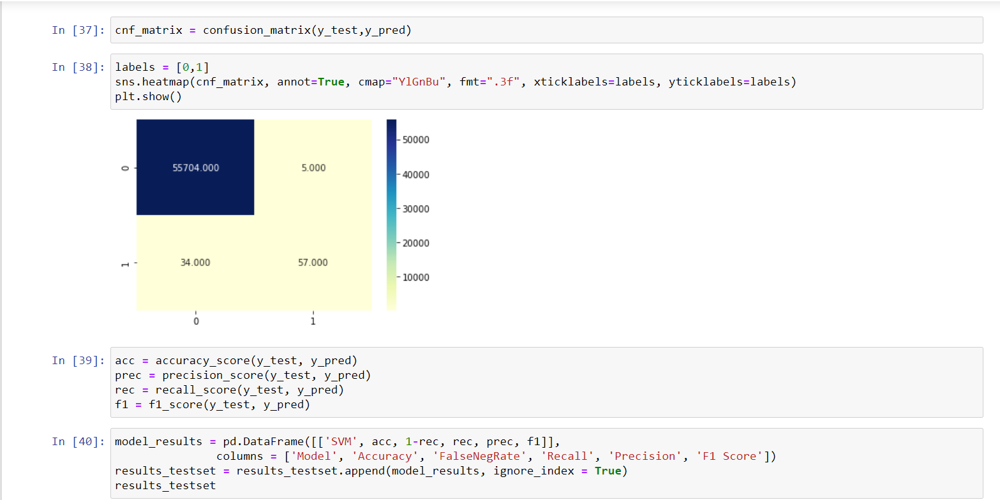 In [37]: cnf_matrix = confusion_matrix(y_test,y_pred)
In [38]: labels = [0,1]
sns.heatmap(cnf_matrix, annot=True, cmap="YlGnBu", fmt=".3f", xticklabels=labels, yticklabels=labels)
plt.show()
50000
0 55704.000 5.000
40000
30000
20000
1 34.000 57.000
10000
0 1
In [39]: acc = accuracy_score(y_test, y_pred)
prec = precision_score(y_test, y_pred)
rec = recall_score(y_test, y_pred)
f1 = f1_score(y_test, y_pred)
In [40]: model_results = pd.DataFrame([['SVM', acc, 1-rec, rec, prec, f1]],
columns = ['Model', 'Accuracy', 'FalseNegRate', 'Recall', 'Precision', 'F1 Score'])
results_testset = results_testset.append(model_results, ignore_index = True)
results_testset